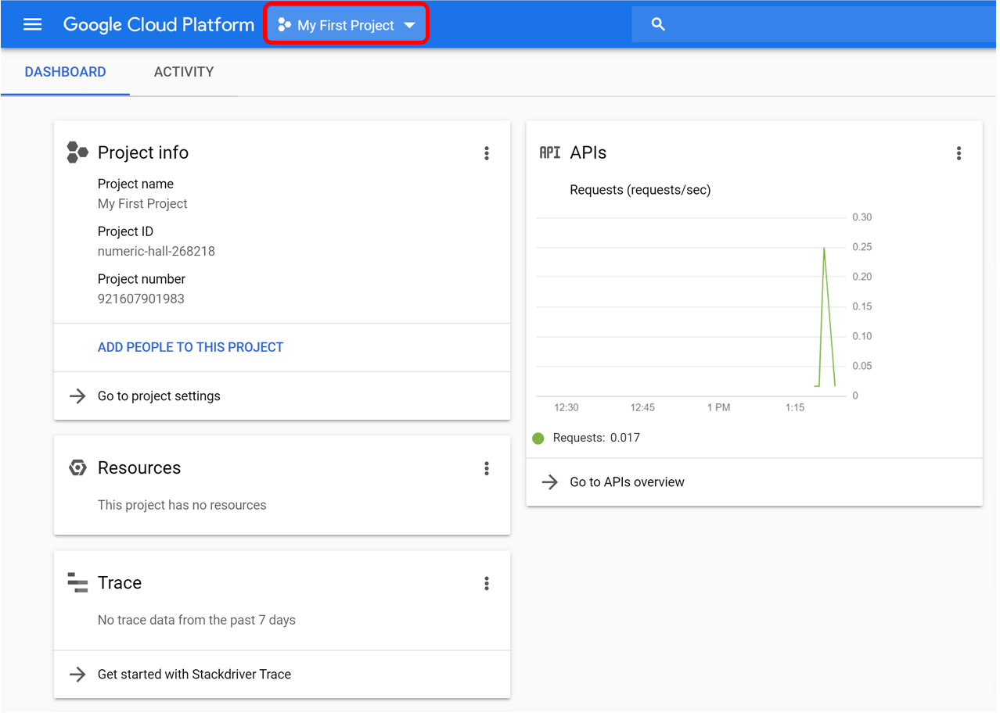 Google Cloud Platform My First Project
DASHBOARD ACTIVITY
Project info
Project name
My First Project
Project ID
numeric-hall-268218
Project number
921607901983
ADD PEOPLE TO THIS PROJECT
Go to project settings
Resources
This project has no resources
Trace
No trace data from the past 7 days
Get started with Stackdriver Trace
API APIs
Requests (requests/sec)
0.30
0.25
0.20
0.15
0.10
0.05
0
12:30 12:45 1 PM 1:15
Requests: 0.017
Go to APIs overview